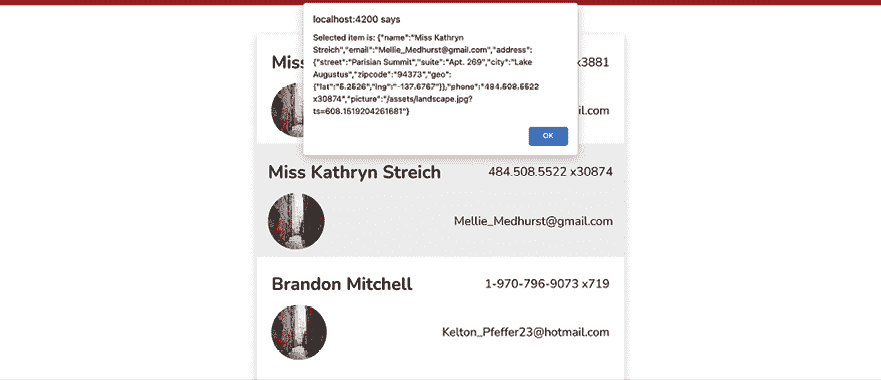 localhost:4200 says
Selected item is: {"name":"Miss Kathryn
Streich","email":"Mellie_Medhurst@gmail.com","address":
{"street":"Parisian Summit","suite":"Apt. 269","city":"Lake
Augustus","zipcode":"94373","geo":
{"lat":"5.2526","lng":"-137.6767"}},"phone":"484.508.5522
x30874","picture":"/assets/landscape.jpg?
ts=608.1519204261681"}
OK
Miss
x3881
il.com
Miss Kathryn Streich 484.508.5522 x30874
Mellie_Medhurst@gmail.com
Brandon Mitchell 1-970-796-9073 x719
Kelton_Pfeffer23@hotmail.com